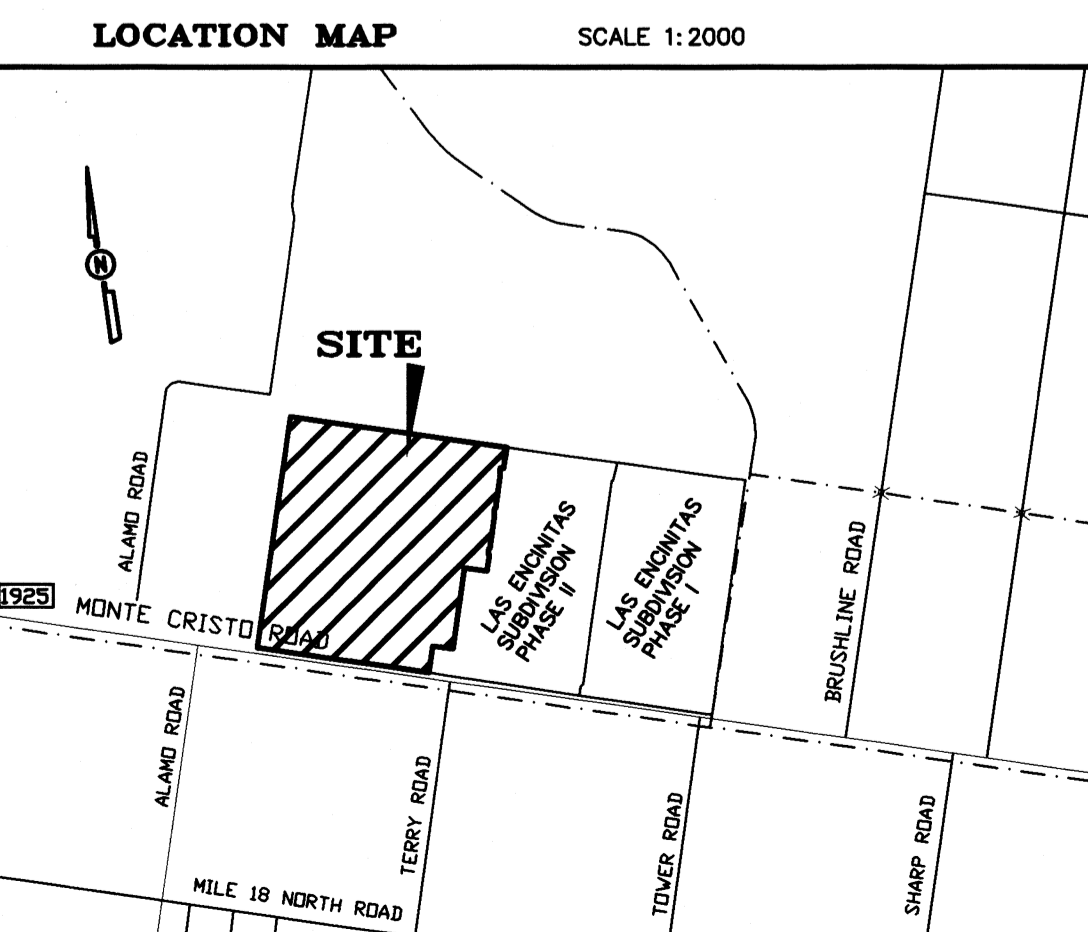 LOCATION MAP
SCALE 1:2000
N
SITE
ALAMO ROAD
1925
MONTE CRISTO ROAD
LAS ENCINITAS
SUBDIVISION
PHASE II
LAS ENCINITAS
SUBDIVISION
PHASE I
BRUSHLINE ROAD
ALAMO ROAD
TERRY ROAD
TOWER ROAD
SHARP ROAD
MILE 18 NORTH ROAD